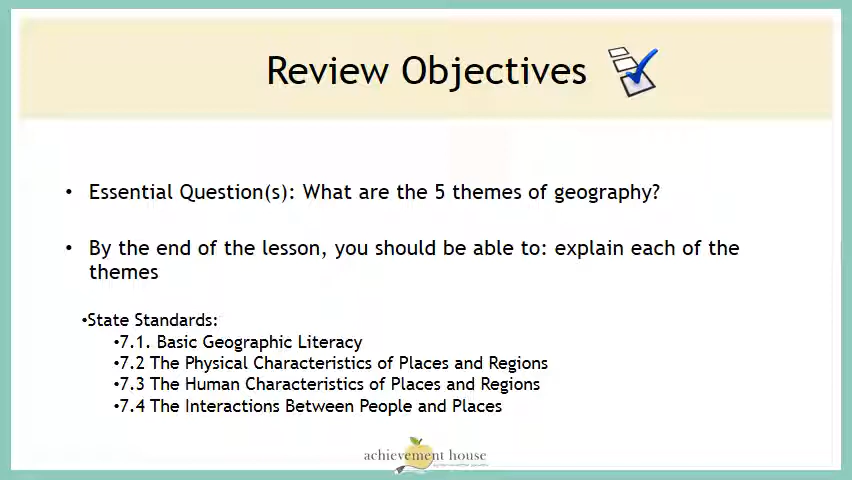 Review Objectives
• Essential Question(s): What are the 5 themes of geography?
• By the end of the lesson, you should be able to: explain each of the
themes
•State Standards:
•7.1. Basic Geographic Literacy
•7.2 The Physical Characteristics of Places and Regions
•7.3 The Human Characteristics of Places and Regions
•7.4 The Interactions Between People and Places
achievement house